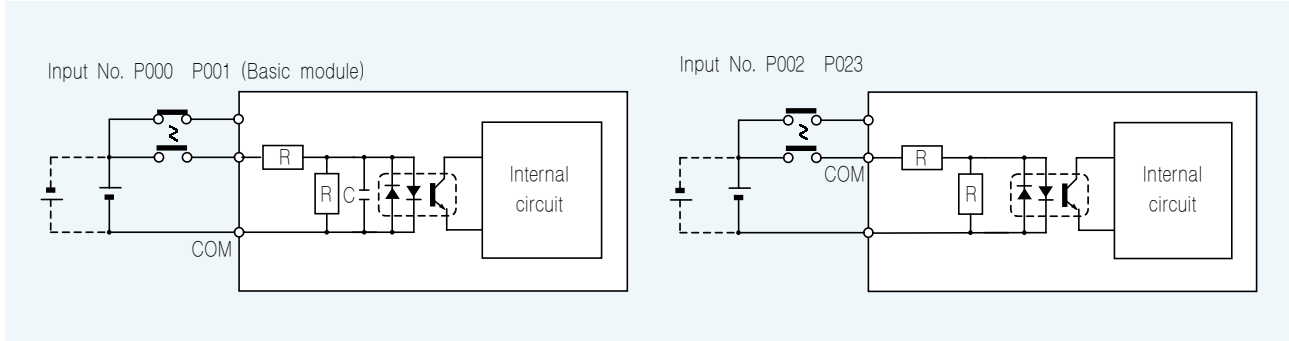 Input No. P000 P001 (Basic module)
R
R
C
Internal
circuit
COM
Input No. P002 P023
COM
R
R
Internal
circuit